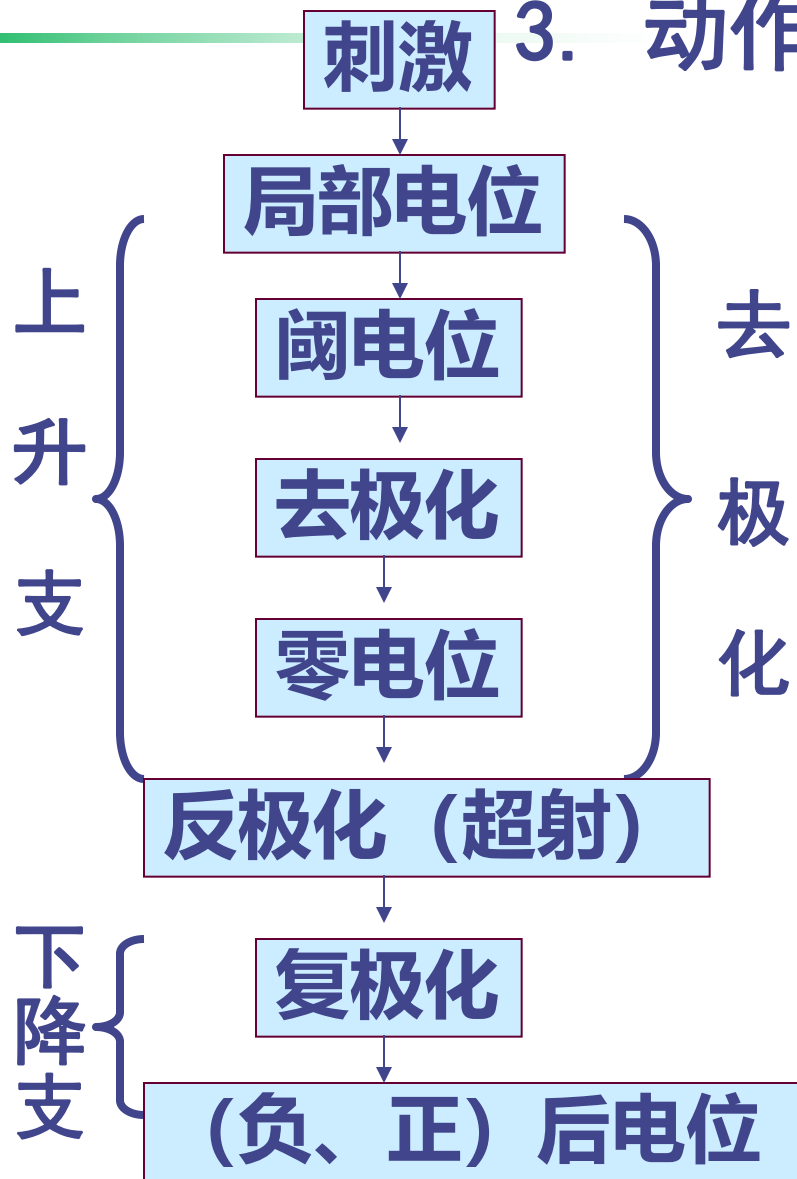 3. 动作
刺激
局部电位
阈电位
去极化
零电位
反极化（超射）
复极化
（负、正）后电位
上升支
去极化
下降支